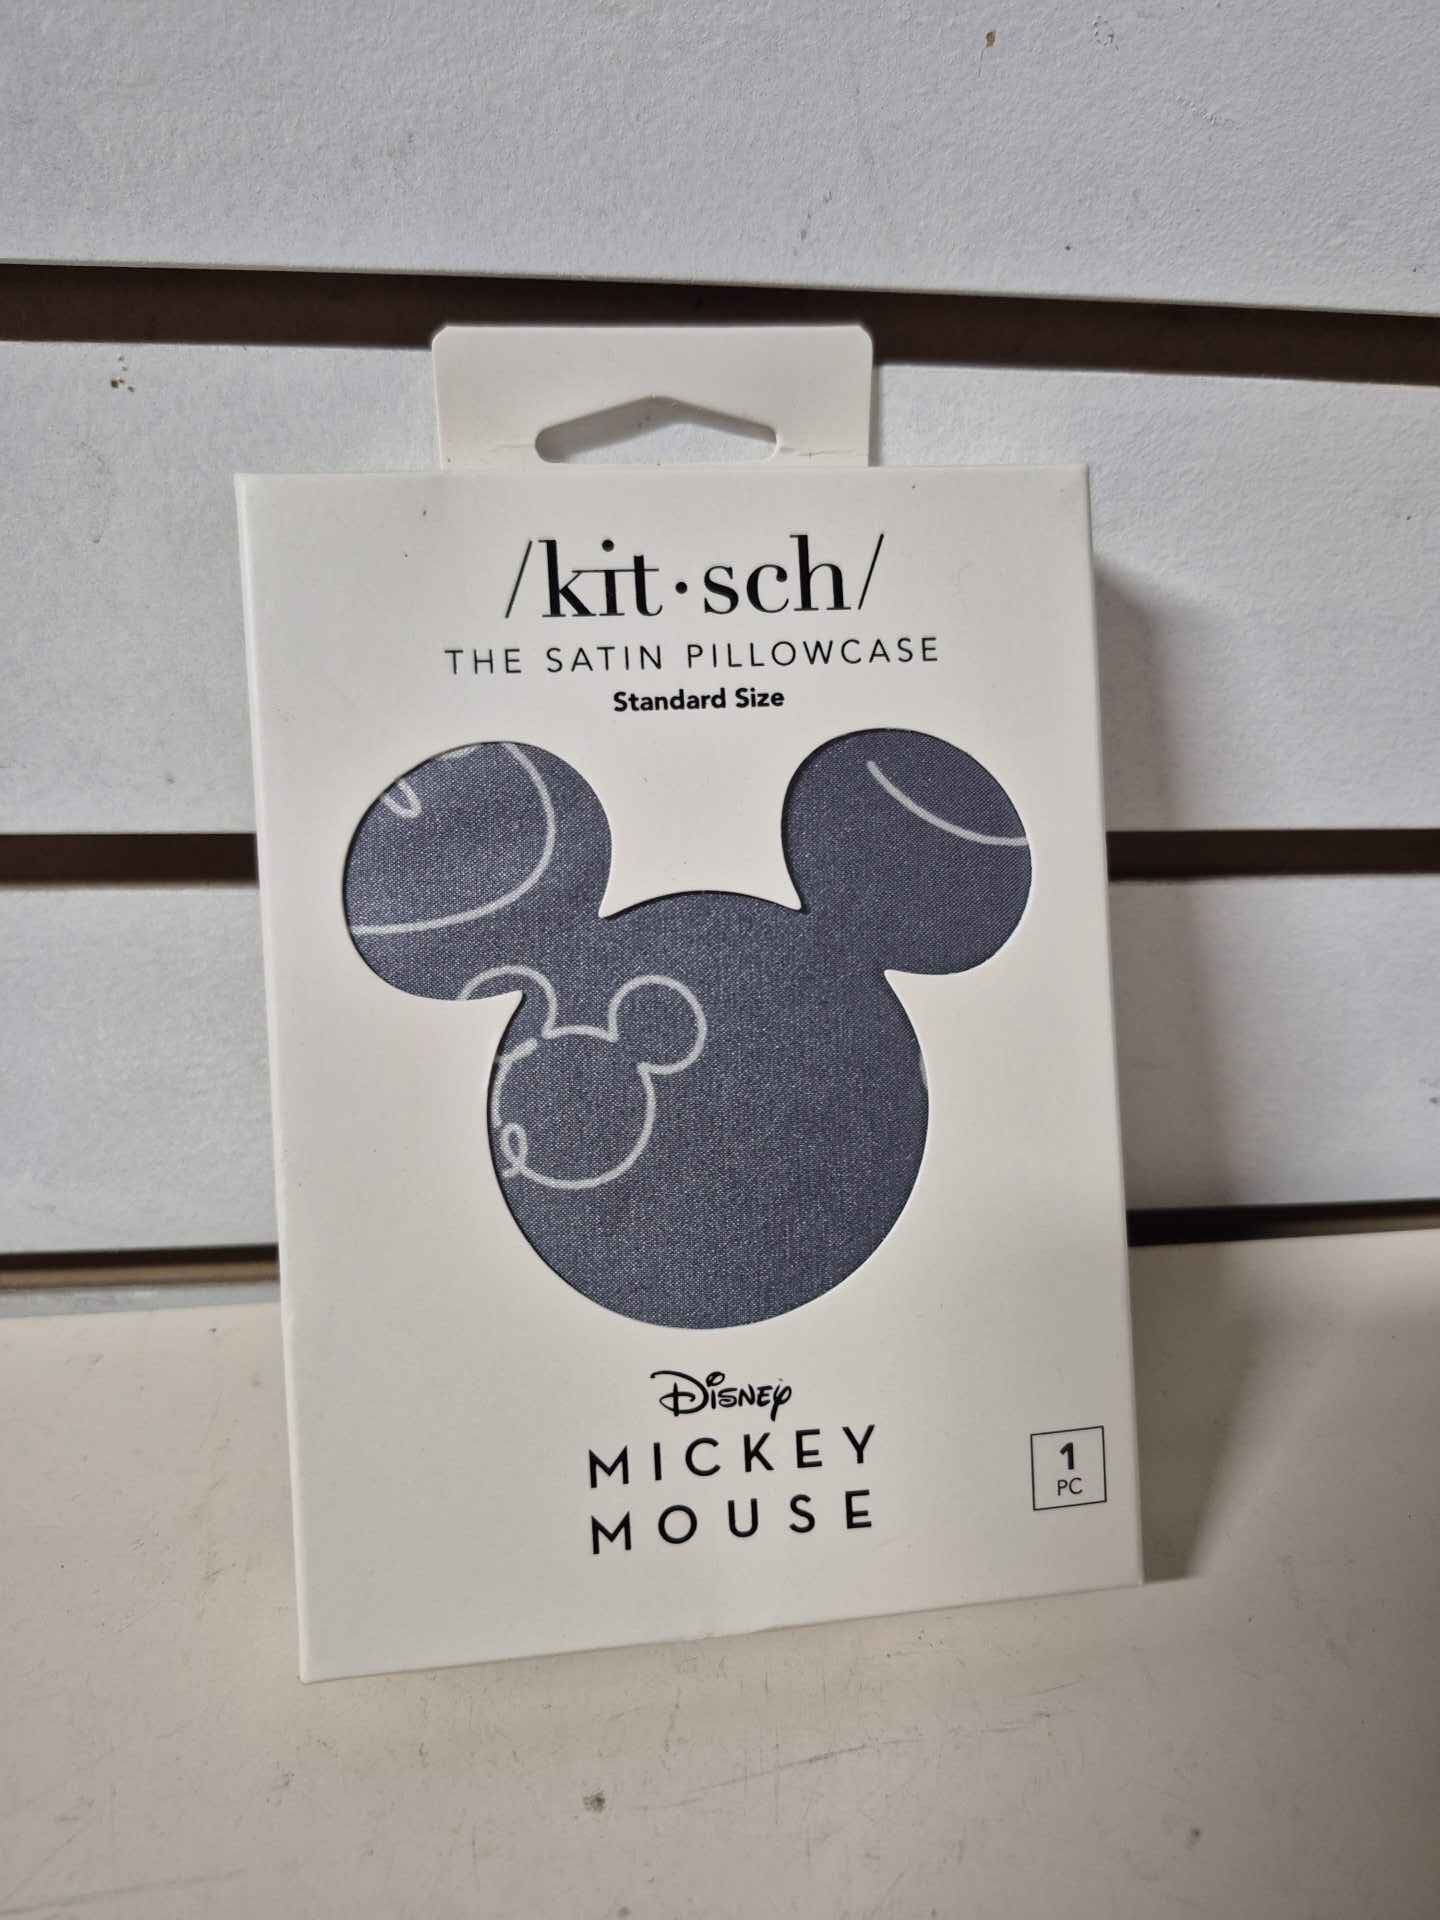 /kit·sch/
THE SATIN PILLOWCASE
Standard Size
Disney
MICKEY
MOUSE
1
PC